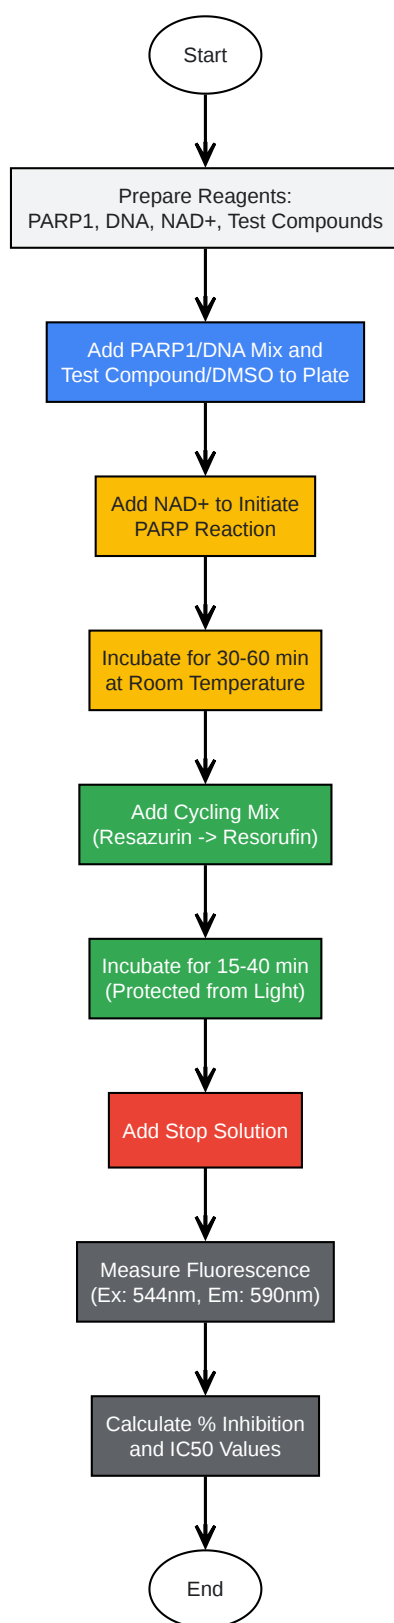 Start
Prepare Reagents:
PARP1, DNA, NAD+, Test Compounds
Add PARP1/DNA Mix and
Test Compound/DMSO to Plate
Add NAD+ to Initiate
PARP Reaction
Incubate for 30-60 min
at Room Temperature
Add Cycling Mix
(Resazurin -> Resorufin)
Incubate for 15-40 min
(Protected from Light)
Add Stop Solution
Measure Fluorescence
(Ex: 544nm, Em: 590nm)
Calculate % Inhibition
and IC50 Values
End